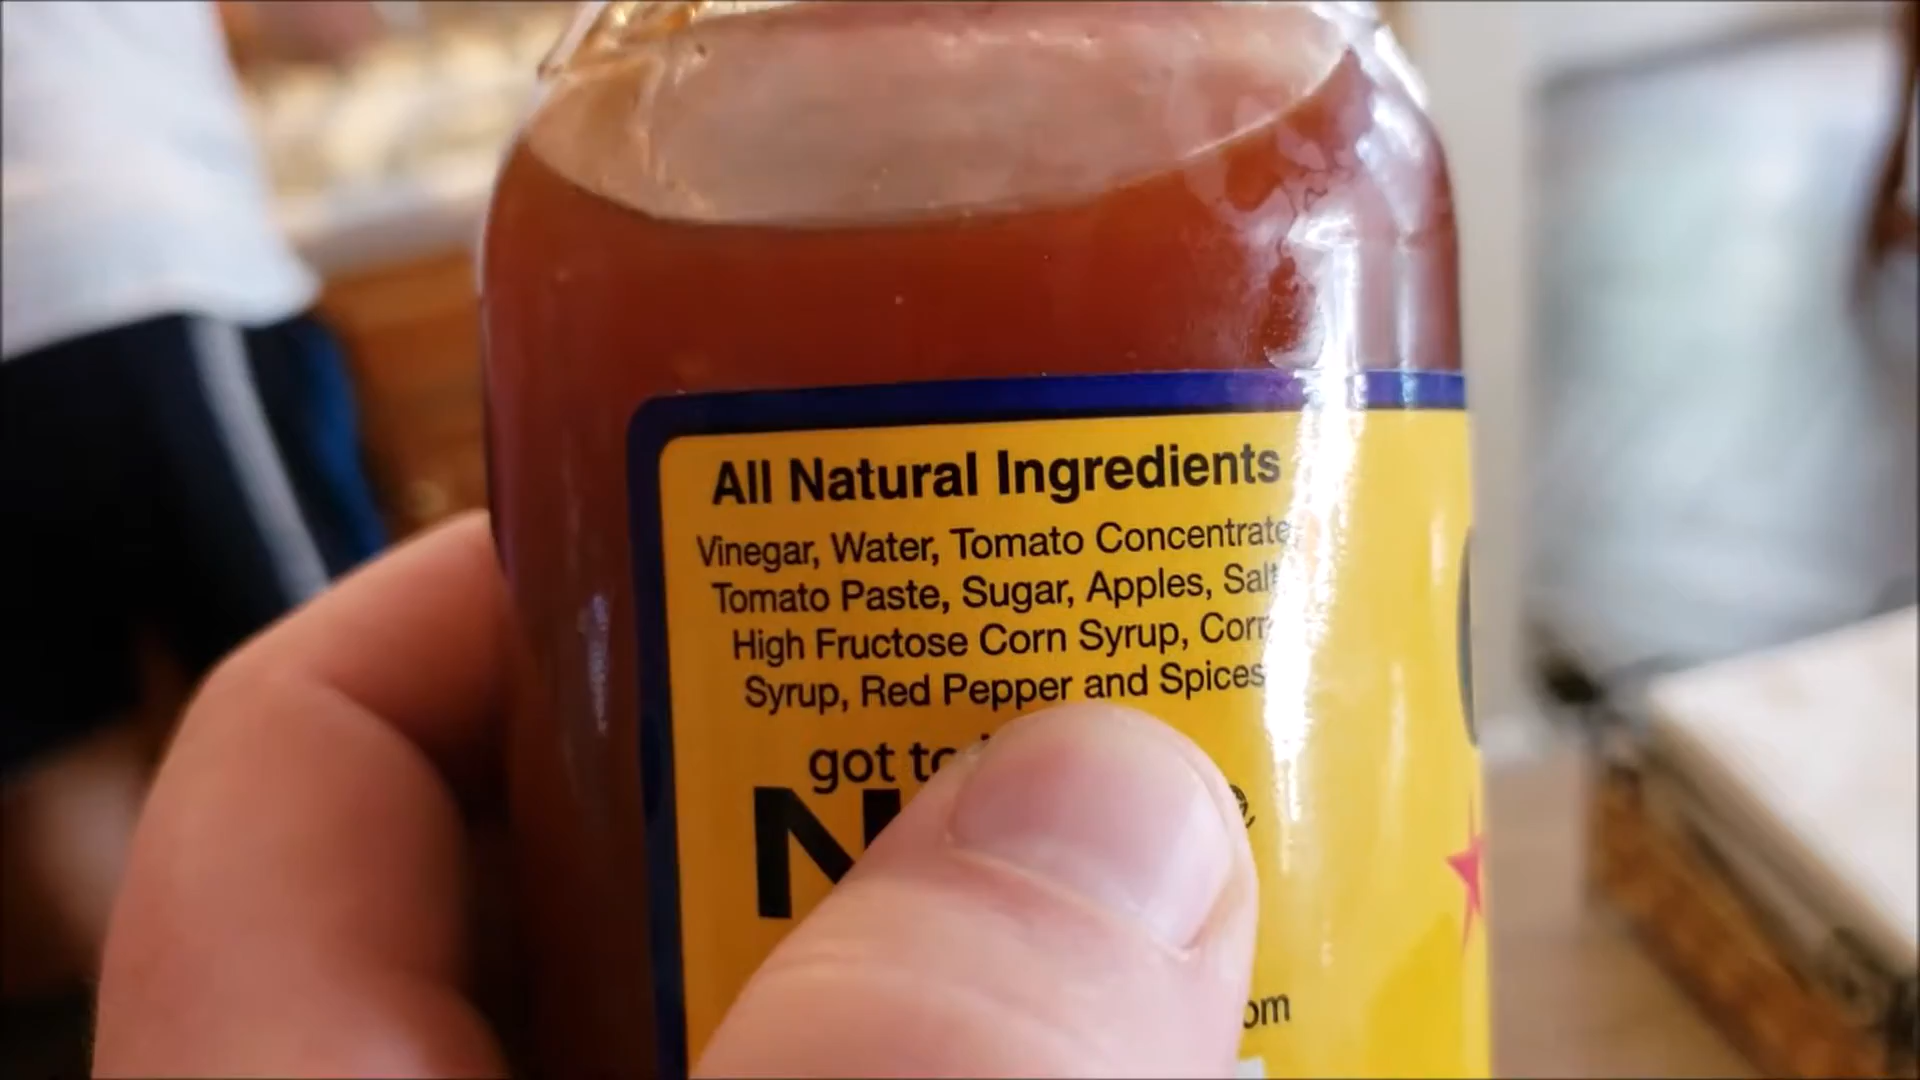 All Natural Ingredients
Vinegar, Water, Tomato Concentrate,
Tomato Paste, Sugar, Apples, Salt
High Fructose Corn Syrup, Corn
Syrup, Red Pepper and Spices
got to